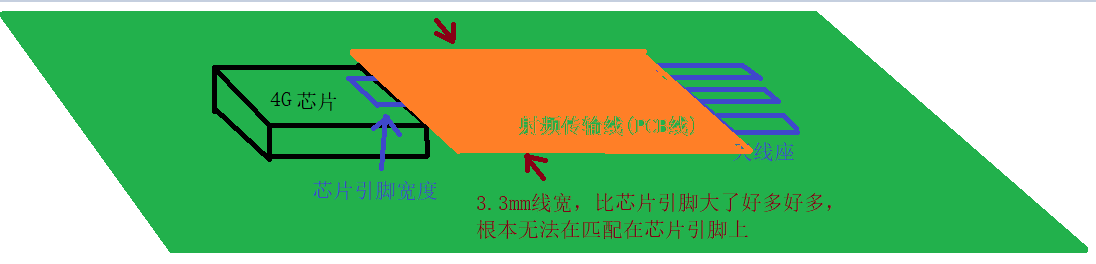 4G芯片
射频传输线(PCB线)
天线座
芯片引脚宽度
3.3mm线宽，比芯片引脚大了好多好多，
根本无法在匹配在芯片引脚上